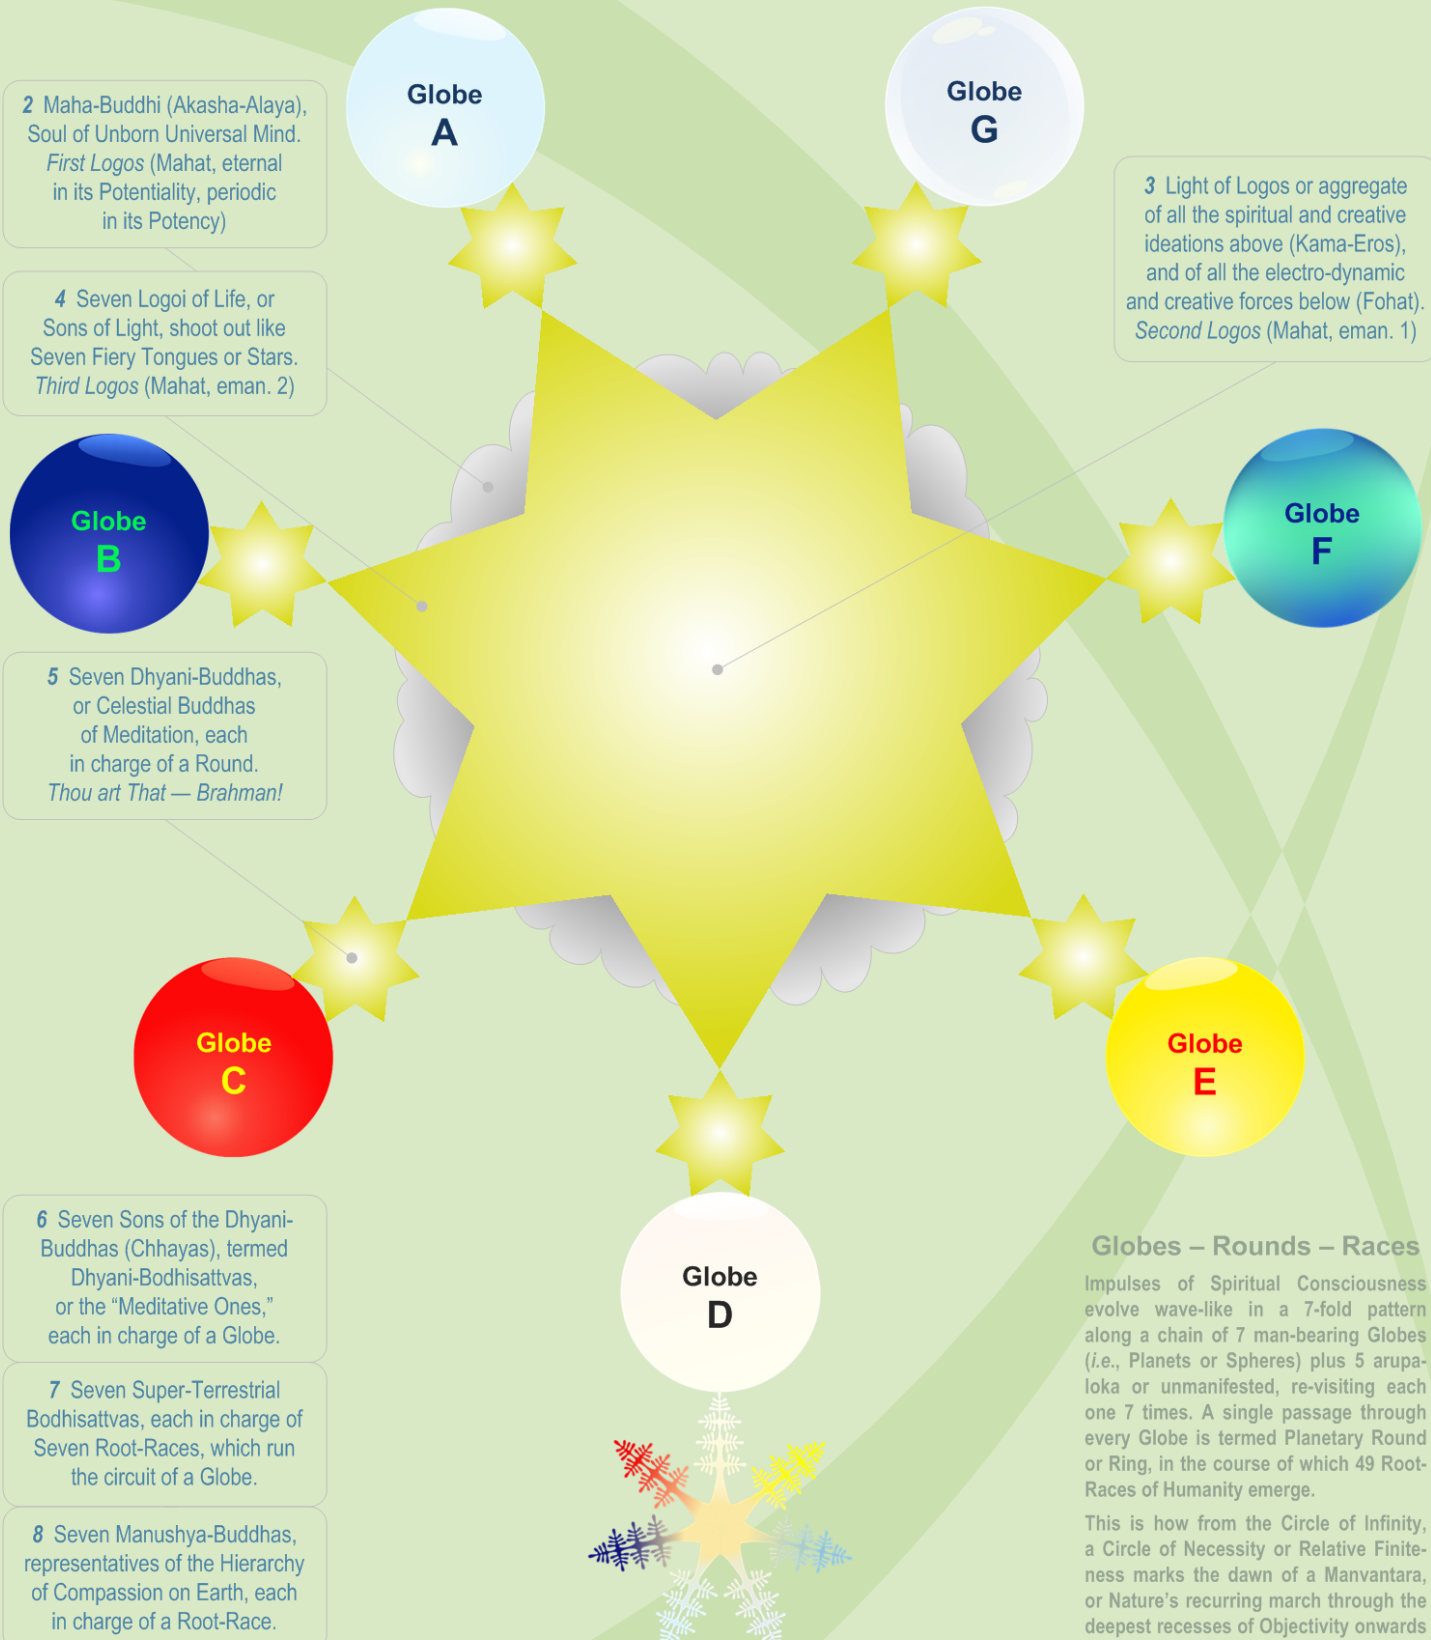 Globe
A
Globe
G
2 Maha-Buddhi (Akasha-Alaya),
Soul of Unborn Universal Mind.
First Logos (Mahat, eternal
in its Potentiality, periodic
in its Potency)
3 Light of Logos or aggregate
of all the spiritual and creative
ideations above (Kama-Eros),
and of all the electro-dynamic
and creative forces below (Fohat).
Second Logos (Mahat, eman. 1)
4 Seven Logoi of Life, or
Sons of Light, shoot out like
Seven Fiery Tongues or Stars.
Third Logos (Mahat, eman. 2)
Globe
B
Globe
F
5 Seven Dhyani-Buddhas,
or Celestial Buddhas
of Meditation, each
in charge of a Round.
Thou art That — Brahman!
Globe
C
Globe
E
Globe
D
6 Seven Sons of the Dhyani-
Buddhas (Chhayas), termed
Dhyani-Bodhisattvas,
or the “Meditative Ones,”
each in charge of a Globe.
7 Seven Super-Terrestrial
Bodhisattvas, each in charge of
Seven Root-Races, which run
the circuit of a Globe.
8 Seven Manushya-Buddhas,
representatives of the Hierarchy
of Compassion on Earth, each
in charge of a Root-Race.
Globes – Rounds – Races
Impulses of Spiritual Consciousness
evolve wave-like in a 7-fold pattern
along a chain of 7 man-bearing Globes
(i.e., Planets or Spheres) plus 5 arupa-
loka or unmanifested, re-visiting each
one 7 times. A single passage through
every Globe is termed Planetary Round
or Ring, in the course of which 49 Root-
Races of Humanity emerge.
This is how from the Circle of Infinity,
a Circle of Necessity or Relative Finite-
ness marks the dawn of a Manvantara,
or Nature’s recurring march through the
deepest recesses of Objectivity onwards